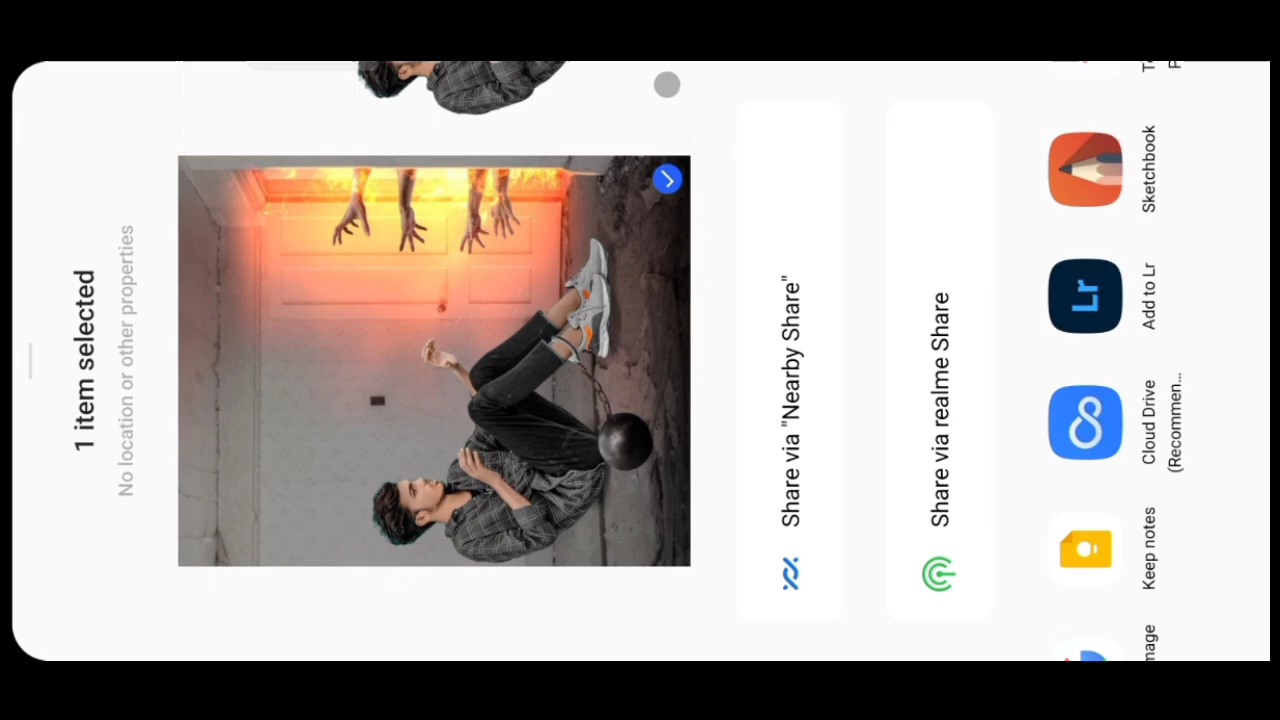 1 item selected
No location or other properties
Share via "Nearby Share"
Share via realme Share
Keep notes
Cloud Drive
(Recommen...
Add to Lr
Lr
Sketchbook